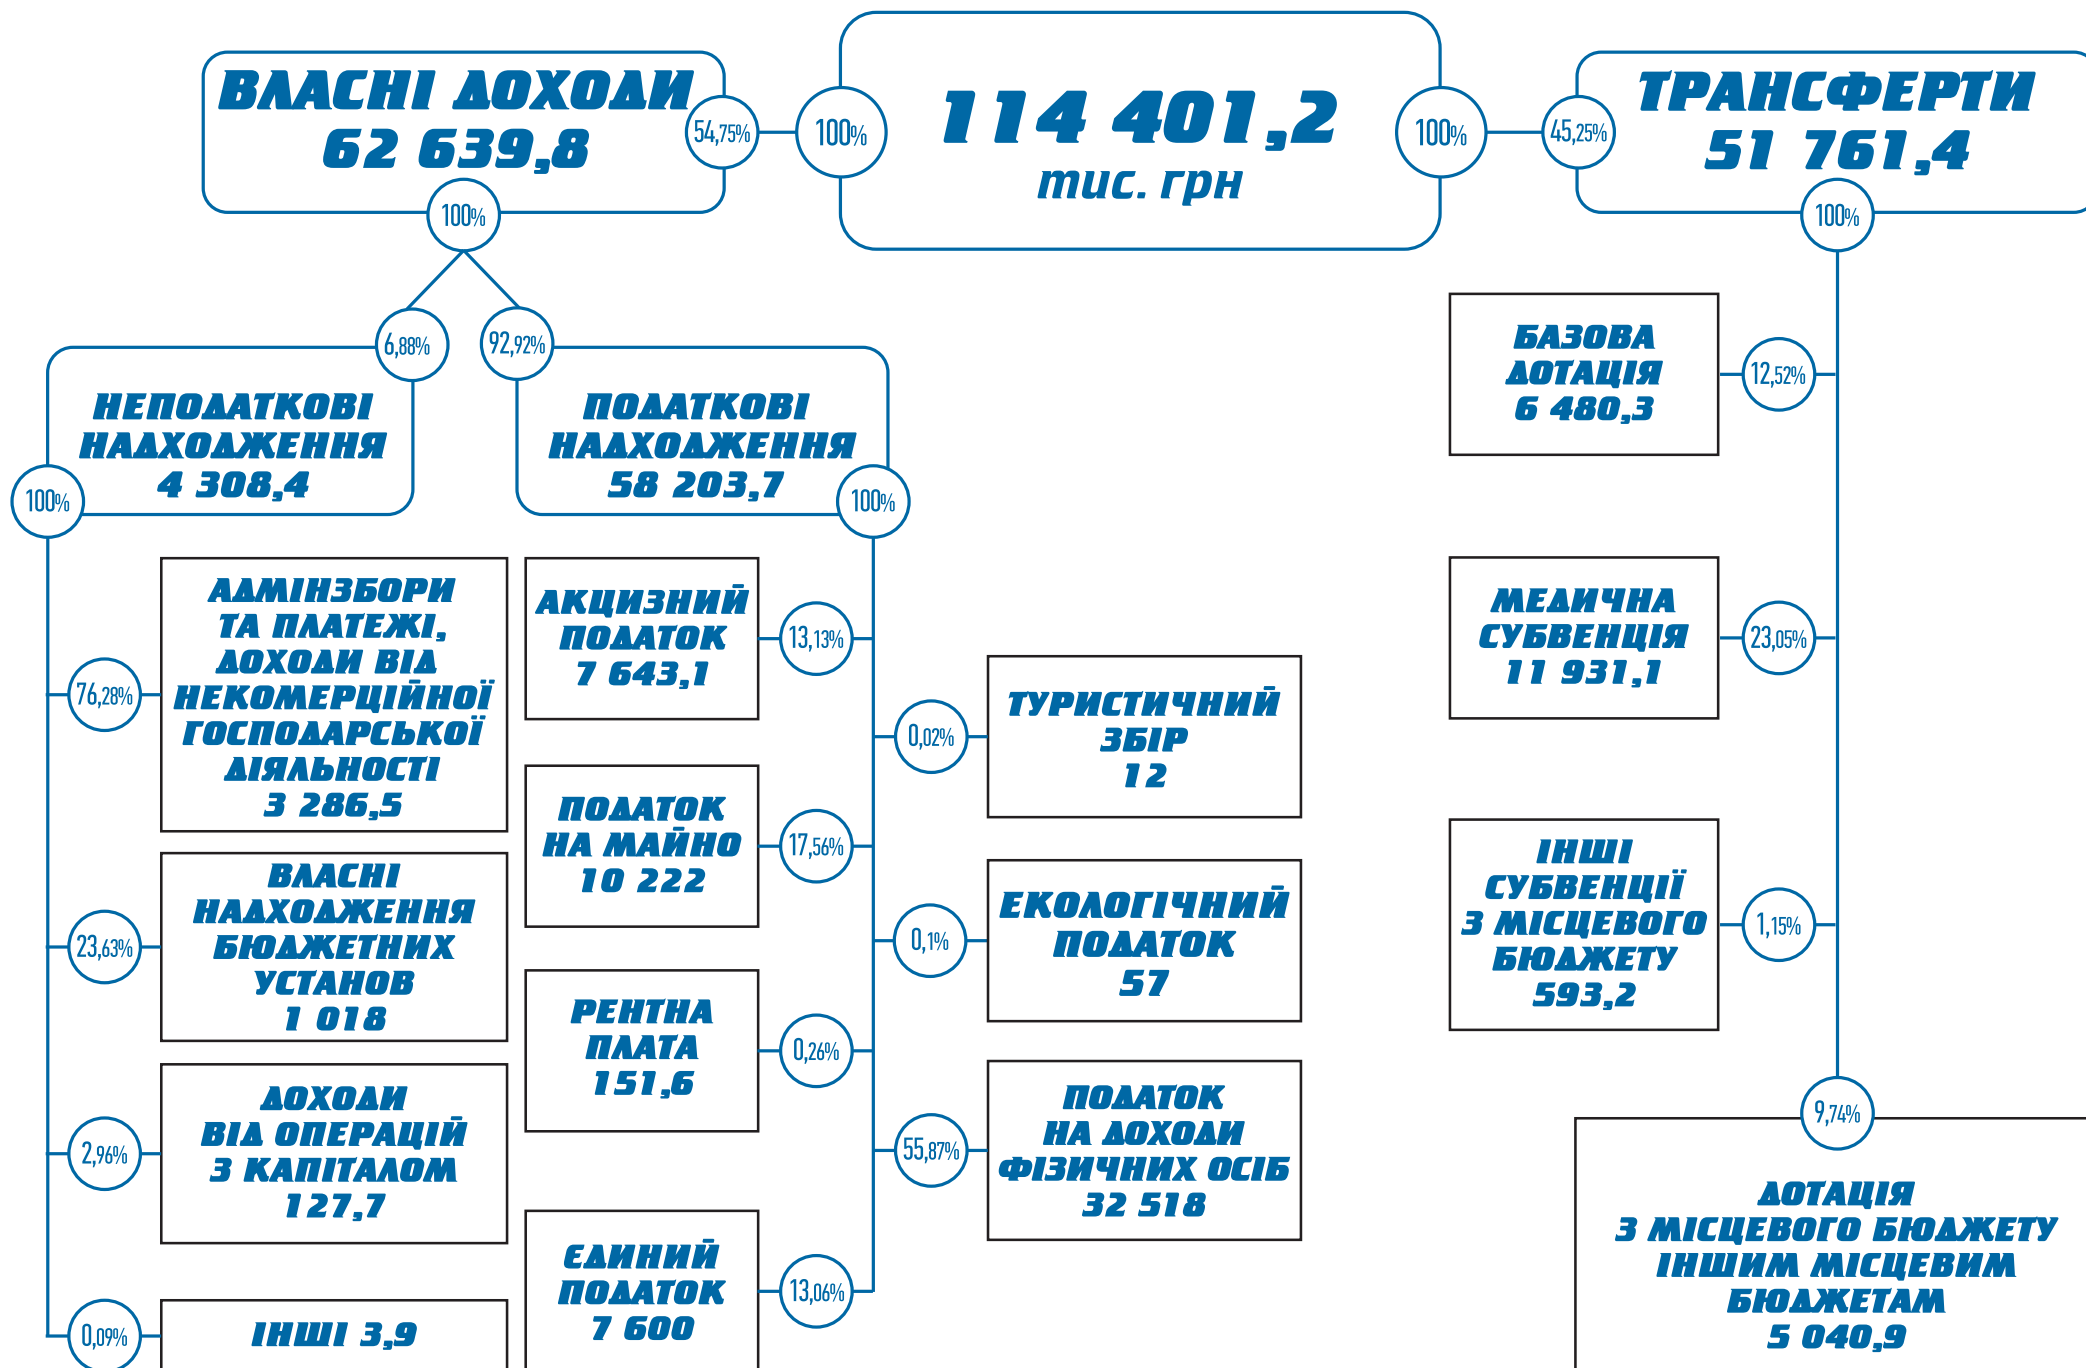 ВЛАСНІ ДОХОДИ
62 639,8
54,75%
100%
114 401,2
тис. грн
100%
45,25%
ТРАНСФЕРТИ
51 761,4
100%
100%
6,88%
92,92%
НЕПОДАТКОВІ
НАДХОДЖЕННЯ
4 308,4
100%
ПОДАТКОВІ
НАДХОДЖЕННЯ
58 203,7
100%
76,28%
АДМІНЗБОРИ
ТА ПЛАТЕЖІ,
ДОХОДИ ВІД
НЕКОМЕРЦІЙНОЇ
ГОСПОДАРСЬКОЇ
ДІЯЛЬНОСТІ
3 286,5
23,63%
ВЛАСНІ
НАДХОДЖЕННЯ
БЮДЖЕТНИХ
УСТАНОВ
1 018
2,96%
ДОХОДИ
ВІД ОПЕРАЦІЙ
З КАПІТАЛОМ
127,7
0,09%
ІНШІ 3,9
АКЦИЗНИЙ
ПОДАТОК
7 643,1
13,13%
ПОДАТОК
НА МАЙНО
10 222
17,56%
РЕНТНА
ПЛАТА
151,6
0,26%
ЄДИНИЙ
ПОДАТОК
7 600
13,06%
0,02%
ТУРИСТИЧНИЙ
ЗБІР
12
0,1%
ЕКОЛОГІЧНИЙ
ПОДАТОК
57
55,87%
ПОДАТОК
НА ДОХОДИ
ФІЗИЧНИХ ОСІБ
32 518
БАЗОВА
ДОТАЦІЯ
6 480,3
12,52%
МЕДИЧНА
СУБВЕНЦІЯ
11 931,1
23,05%
ІНШІ
СУБВЕНЦІЇ
З МІСЦЕВОГО
БЮДЖЕТУ
593,2
1,15%
9,74%
ДОТАЦІЯ
З МІСЦЕВОГО БЮДЖЕТУ
ІНШИМ МІСЦЕВИМ
БЮДЖЕТАМ
5 040,9